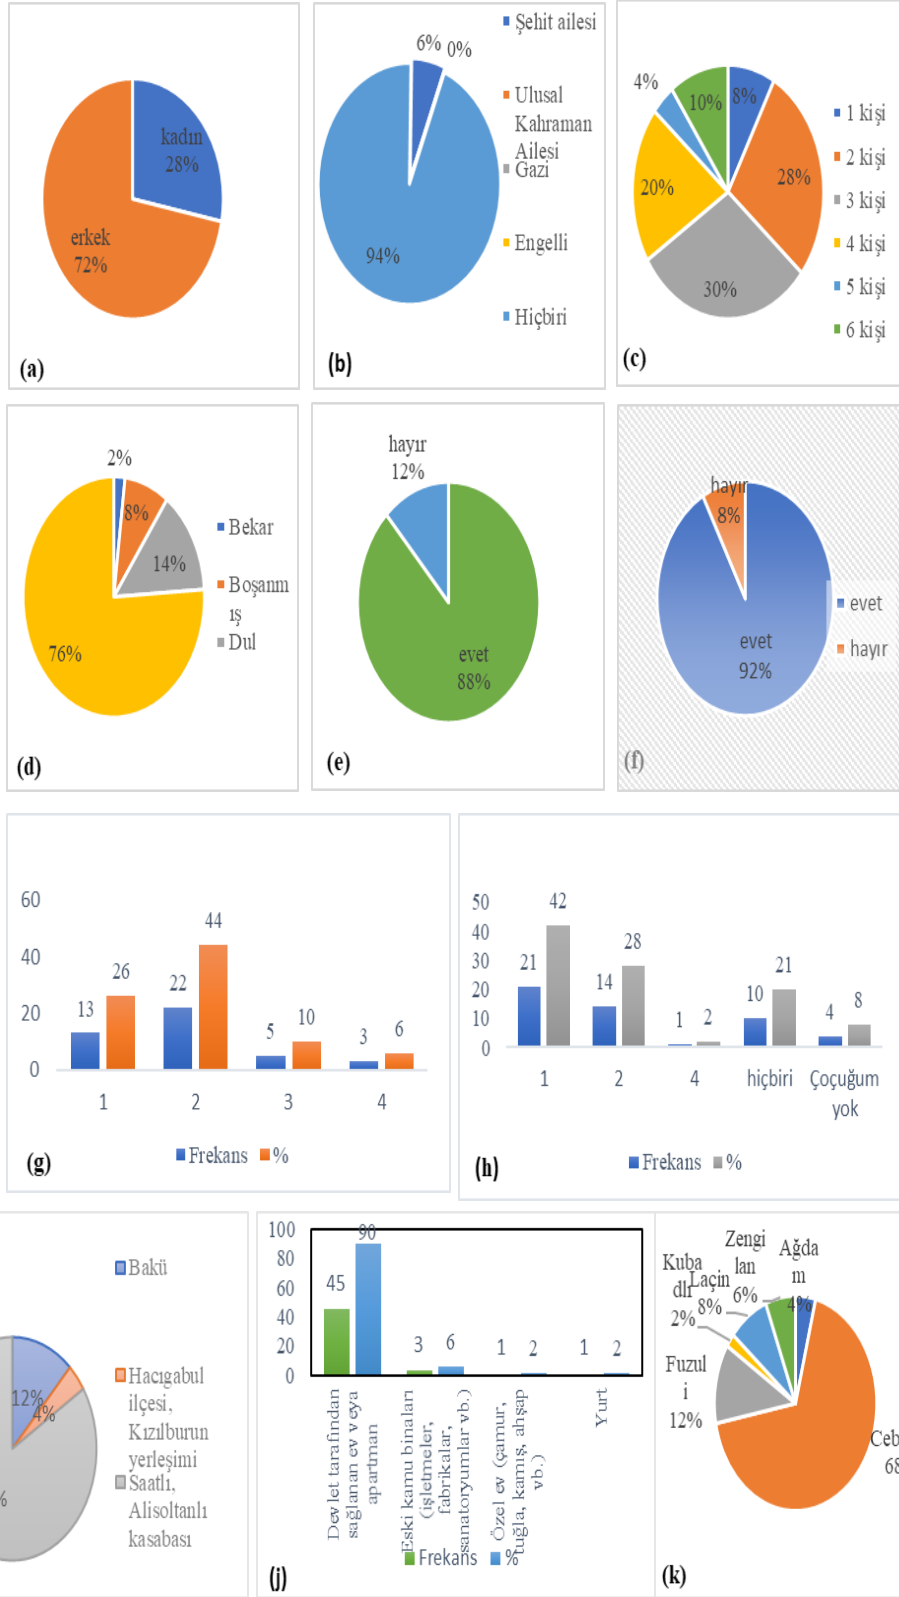 kadın
28%
erkek
72%
(a)
6%
0%
94%
Şehit ailesi
Ulusal
Kahraman
Ailesi
Gazi
Engelli
Hiçbiri
(b)
4%
10%
8%
28%
20%
30%
1 kişi
2 kişi
3 kişi
4 kişi
5 kişi
6 kişi
(c)
2%
8%
14%
76%
Bekar
Boşanm
ış
Dul
(d)
hayır
12%
evet
88%
(e)
hayır
8%
evet
92%
evet
hayır
(f)
60
40
20
0
13
26
22
44
5
10
3
6
1
2
3
4
Frekans
%
(g)
50
40
30
20
10
0
21
42
14
28
1
2
10
21
4
8
1
2
4
hiçbiri
Çoçuğum
yok
Frekans
%
(h)
12%
4%
%
Bakü
Hacıgabul
ilçesi,
Kızılburun
yerleşimi
Saatlı,
Alisoltanlı
kasabası
100
80
60
40
20
0
45
90
3
6
1
2
1
2
Devlet tarafından
sağlanan ev veya
apartman
Eski kamu binaları
(işletmeler,
fabrikalar,
sanatoryumlar vb.)
Özel ev (çamur,
tuğla, kamış, ahşap
vb.)
Yurt
Frekans
%
(j)
Zengi
lan
6%
Ağda
m
4%
Kuba
dlı
2%
Laçin
8%
Fuzul
i
12%
Ceb
68
(k)